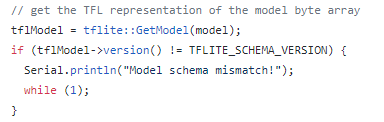 // get the TFL representation of the model byte array
tflModel = tflite::GetModel(model);
if (tflModel->version() != TFLITE_SCHEMA_VERSION) {
  Serial.println("Model schema mismatch!");
  while (1);
}